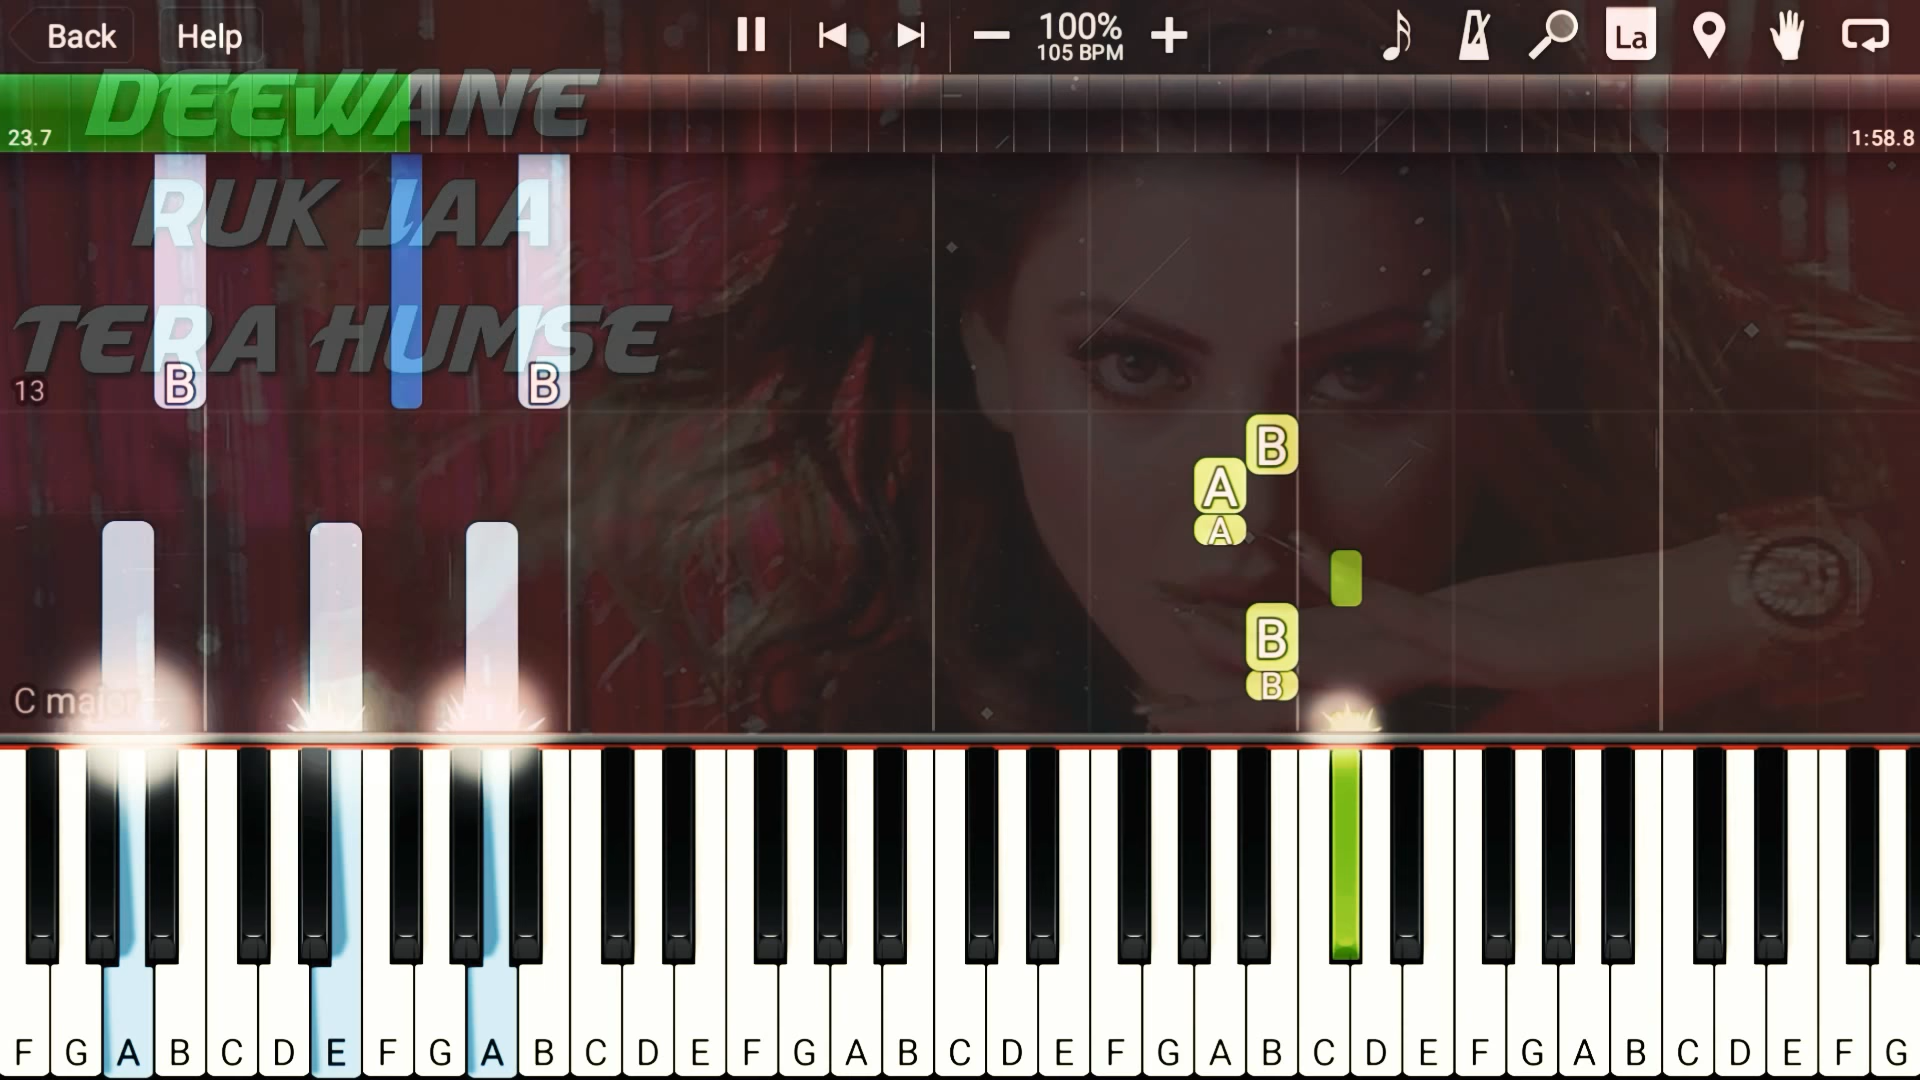 Back Help 100% La
105 BPM
DEEWANE
23.7 1:58.8
RUK JAA
TERA HUMSE
13 B B
B
A
A
B
C major B
F G A B C D E F G A B C D E F G A B C D E F G A B C D E F G A B C D E F G